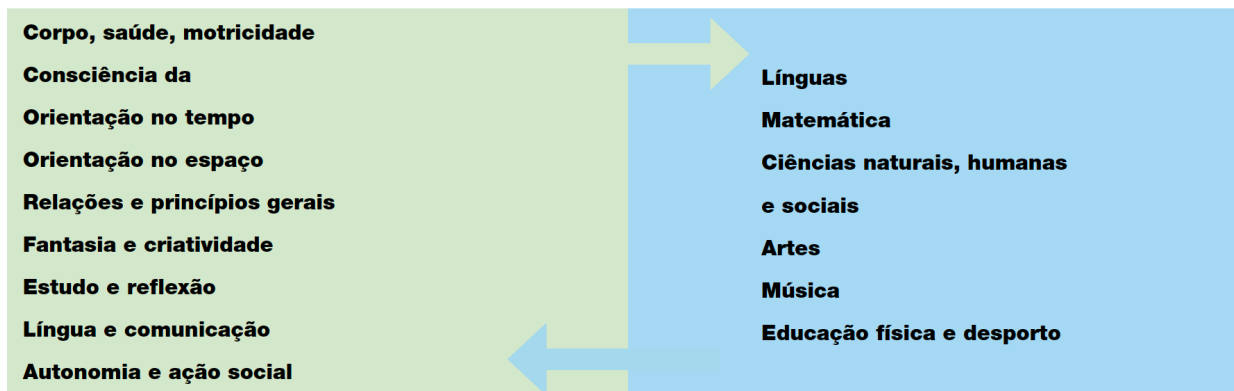 Corpo, saúde, motricidade
Consciência da
Orientação no tempo
Orientação no espaço
Relações e princípios gerais
Fantasia e criatividade
Estudo e reflexão
Língua e comunicação
Autonomia e ação social
Línguas
Matemática
Ciências naturais, humanas
e sociais
Artes
Música
Educação física e desporto